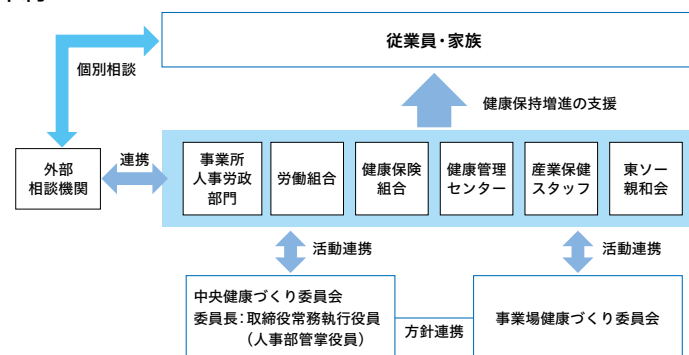 従業員・家族
個別相談
健康保持増進の支援
外部
相談機関
連携
事業所
人事労政
部門
労働組合
健康保険
組合
健康管理
センター
産業保健
スタッフ
東ソー
親和会
活動連携
活動連携
中央健康づくり委員会
委員長：取締役常務執行役員
（人事部管掌役員）
方針連携
事業場健康づくり委員会